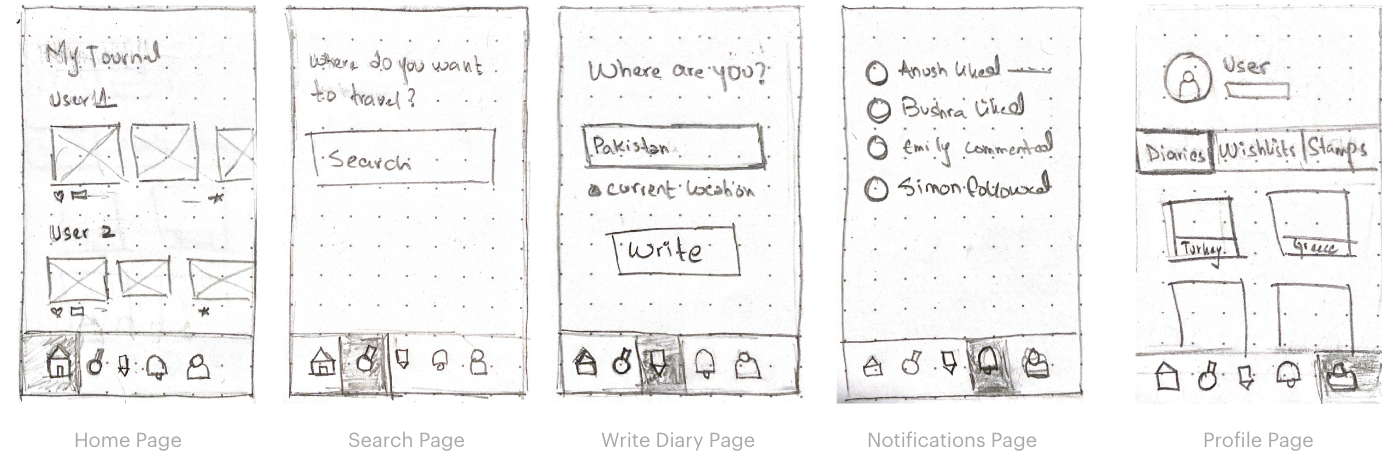 My Journal
User 1
User 2
Home Page
where do you want
to travel?
Search
Search Page
Where are you?
Pakistan
current location
Write
Write Diary Page
Anush liked
Bushra liked
Emily commented
Simon followed
Notifications Page
User
Diaries Wishlists Stamps
Turkey Greece
Profile Page